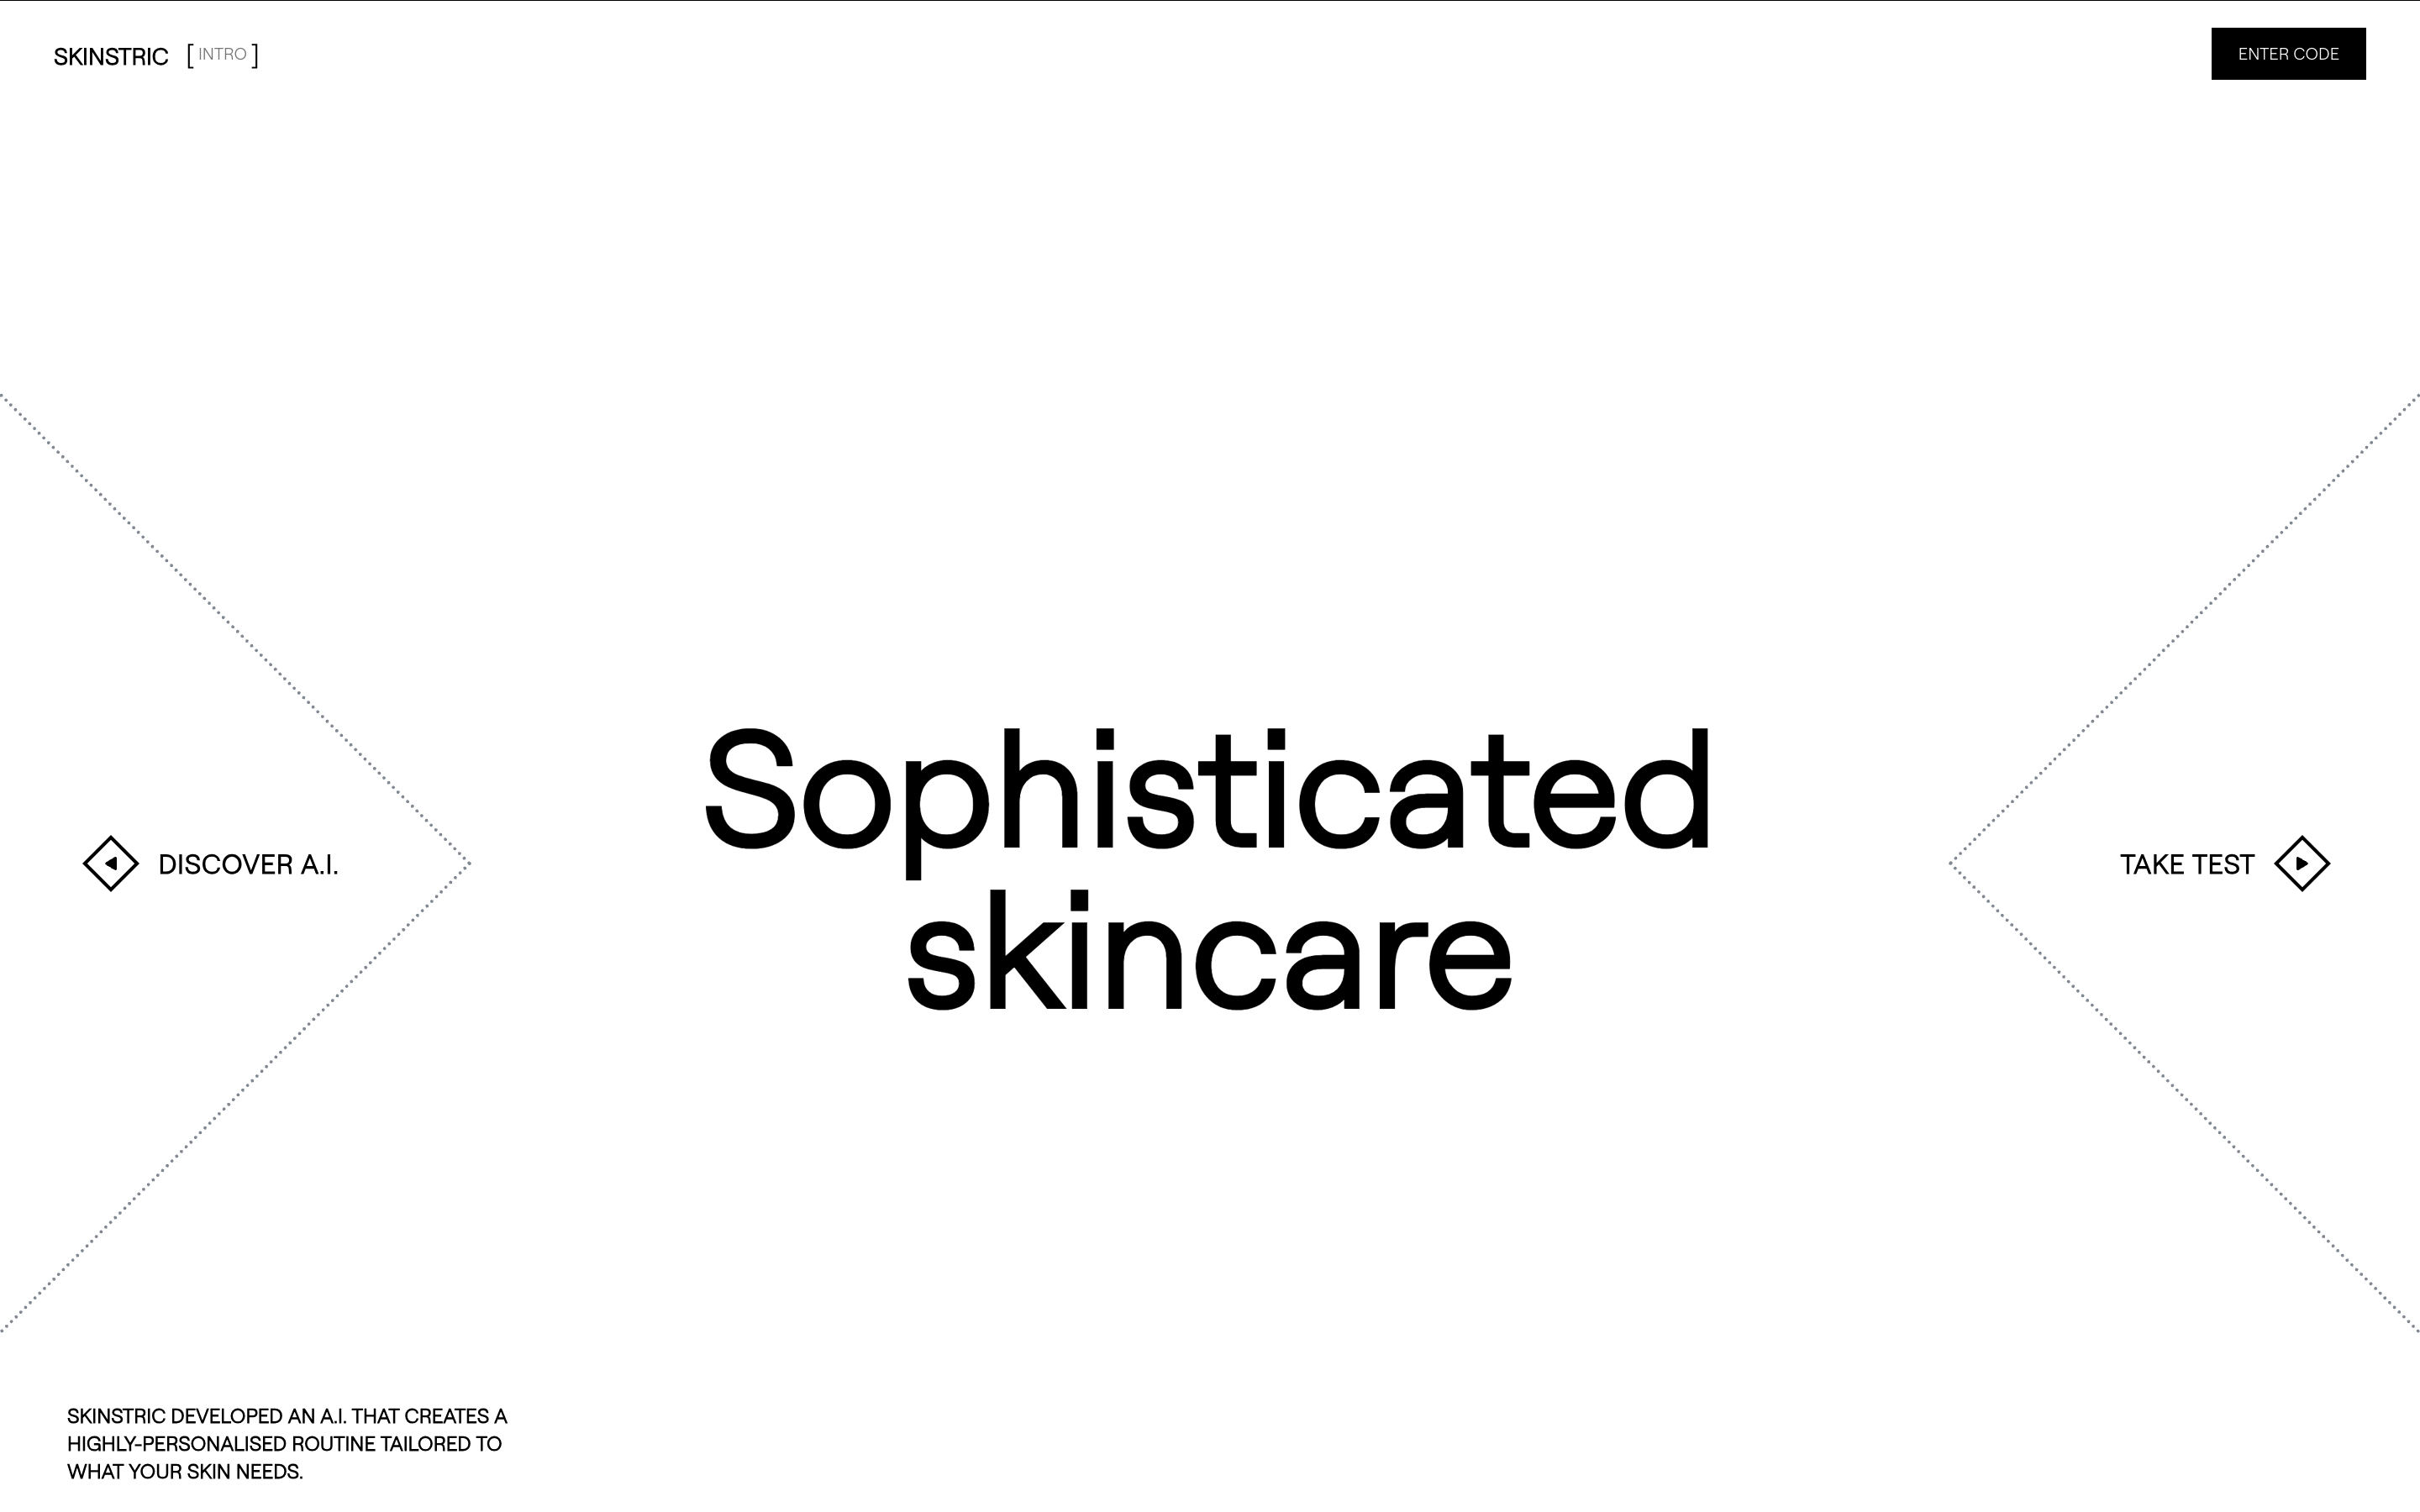 SKINSTRIC [ INTRO ]
ENTER CODE
Sophisticated
skincare
DISCOVER A.I.
TAKE TEST
SKINSTRIC DEVELOPED AN A.I. THAT CREATES A
HIGHLY-PERSONALISED ROUTINE TAILORED TO
WHAT YOUR SKIN NEEDS.